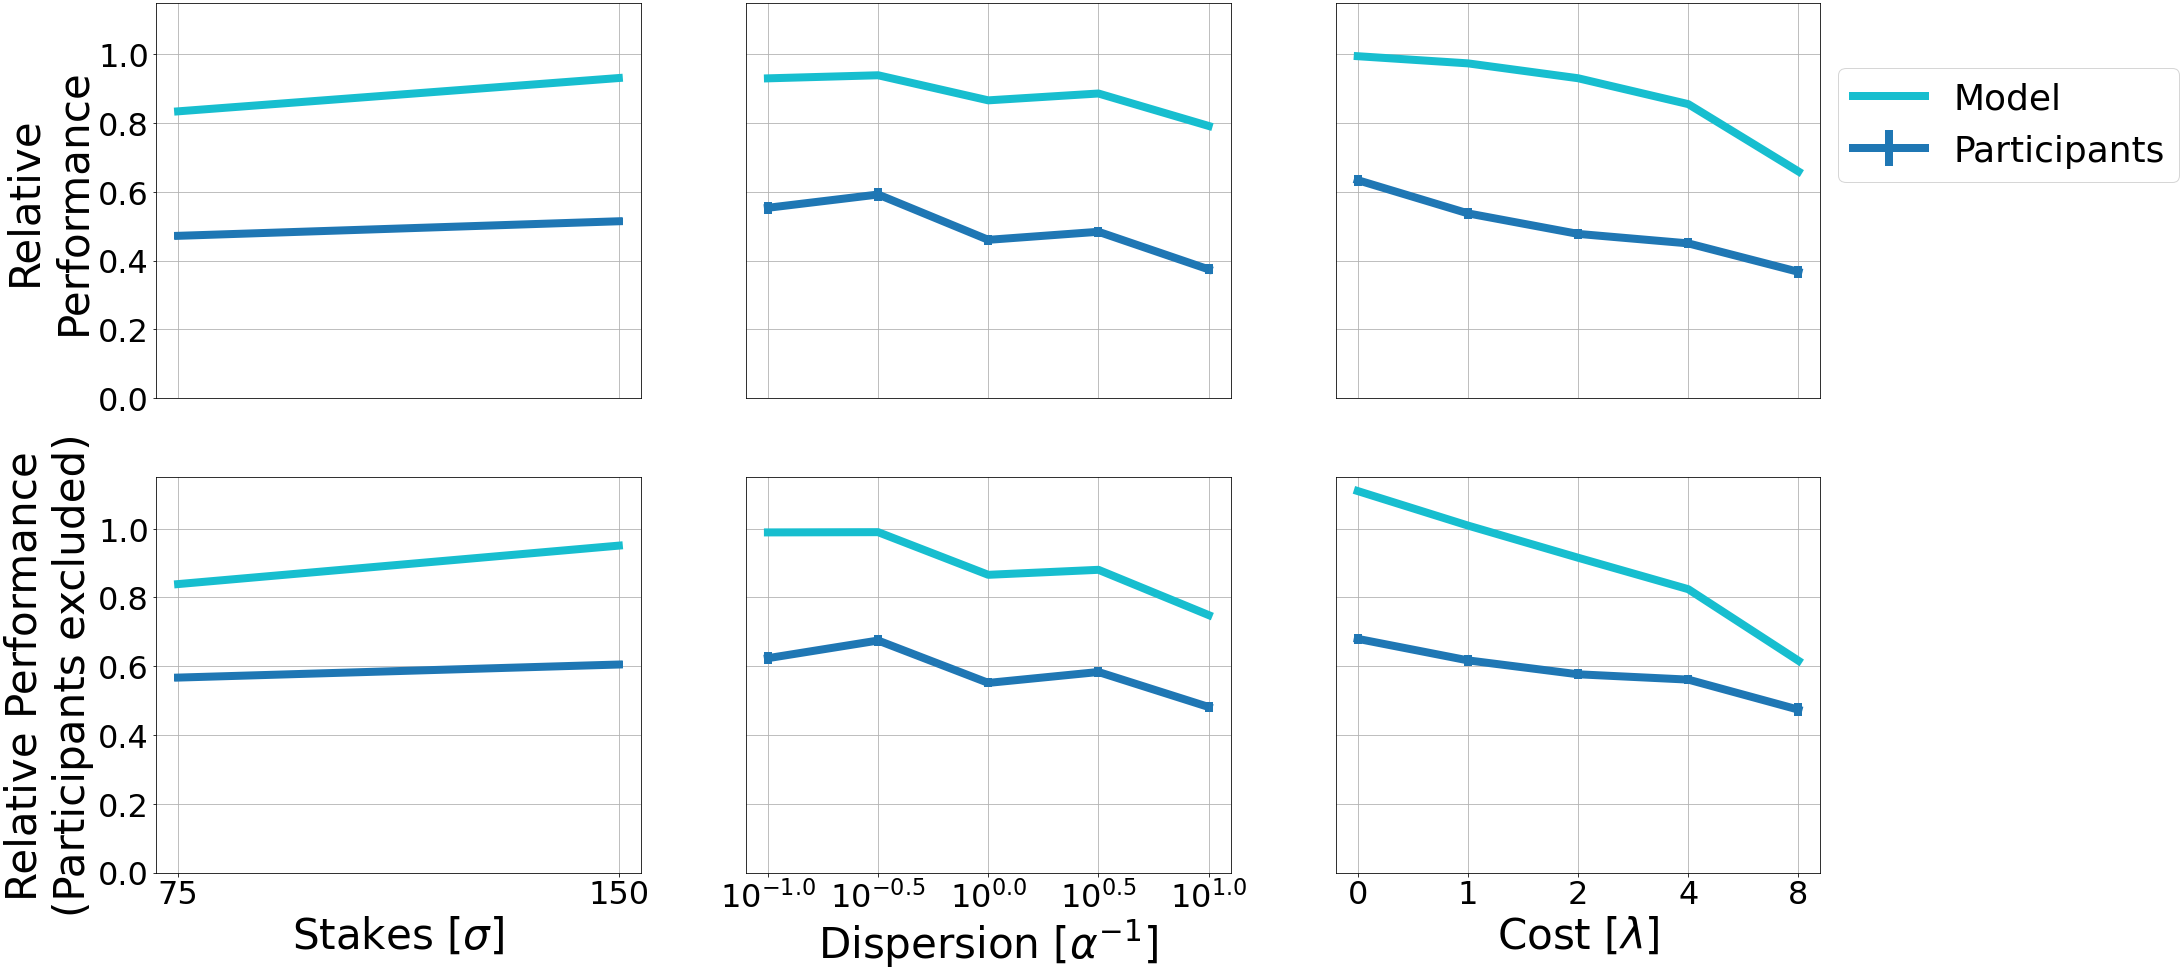 Relative
Performance
1.0
0.8
0.6
0.4
0.2
0.0
Model
Participants
Relative Performance
(Participants excluded)
1.0
0.8
0.6
0.4
0.2
0.0
75 150
Stakes [σ]
10^{-1.0} 10^{-0.5} 10^{0.0} 10^{0.5} 10^{1.0}
Dispersion [α^{-1}]
0 1 2 4 8
Cost [λ]